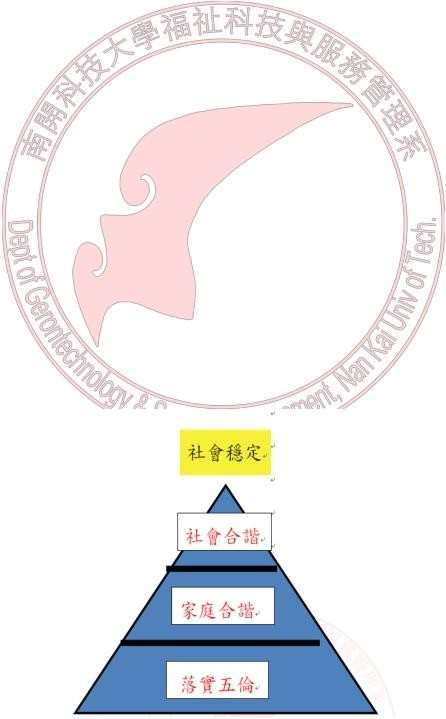 南開科技大學福祉科技與服務管理系
Dept of Gerontechnology & S ement, Nan Kai Univ of Tech.
社會穩定
社會合諧
家庭合諧
落實五倫